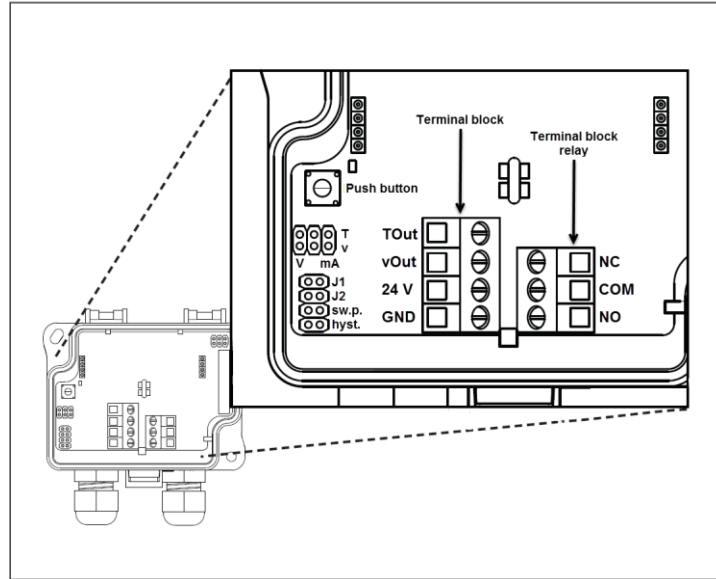 Terminal block
Terminal block
relay
Push button
T
v
V mA
J1
J2
sw.p.
hyst.
TOut
vOut
24 V
GND
NC
COM
NO